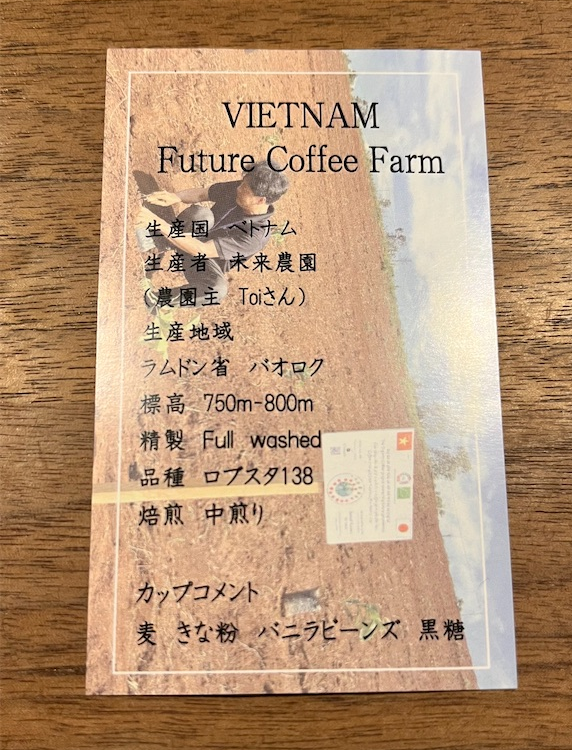 VIETNAM
Future Coffee Farm
生産国 ベトナム
生産者 未来農園
(農園主 Toiさん)
生産地域
ラムドン省 バオロク
標高 750m-800m
精製 Full washed
品種 ロブスタ138
焙煎 中煎り
カップコメント
麦 きな粉 バニラビーンズ 黒糖